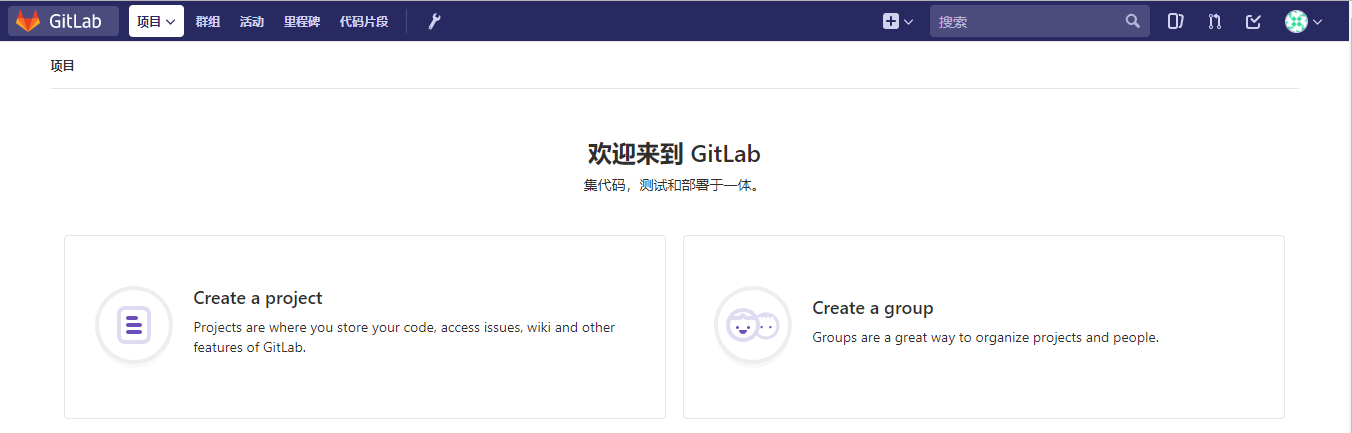 GitLab 项目 群组 活动 里程碑 代码片段 搜索
项目
欢迎来到 GitLab
集代码，测试和部署于一体。
Create a project
Projects are where you store your code, access issues, wiki and other
features of GitLab.
Create a group
Groups are a great way to organize projects and people.